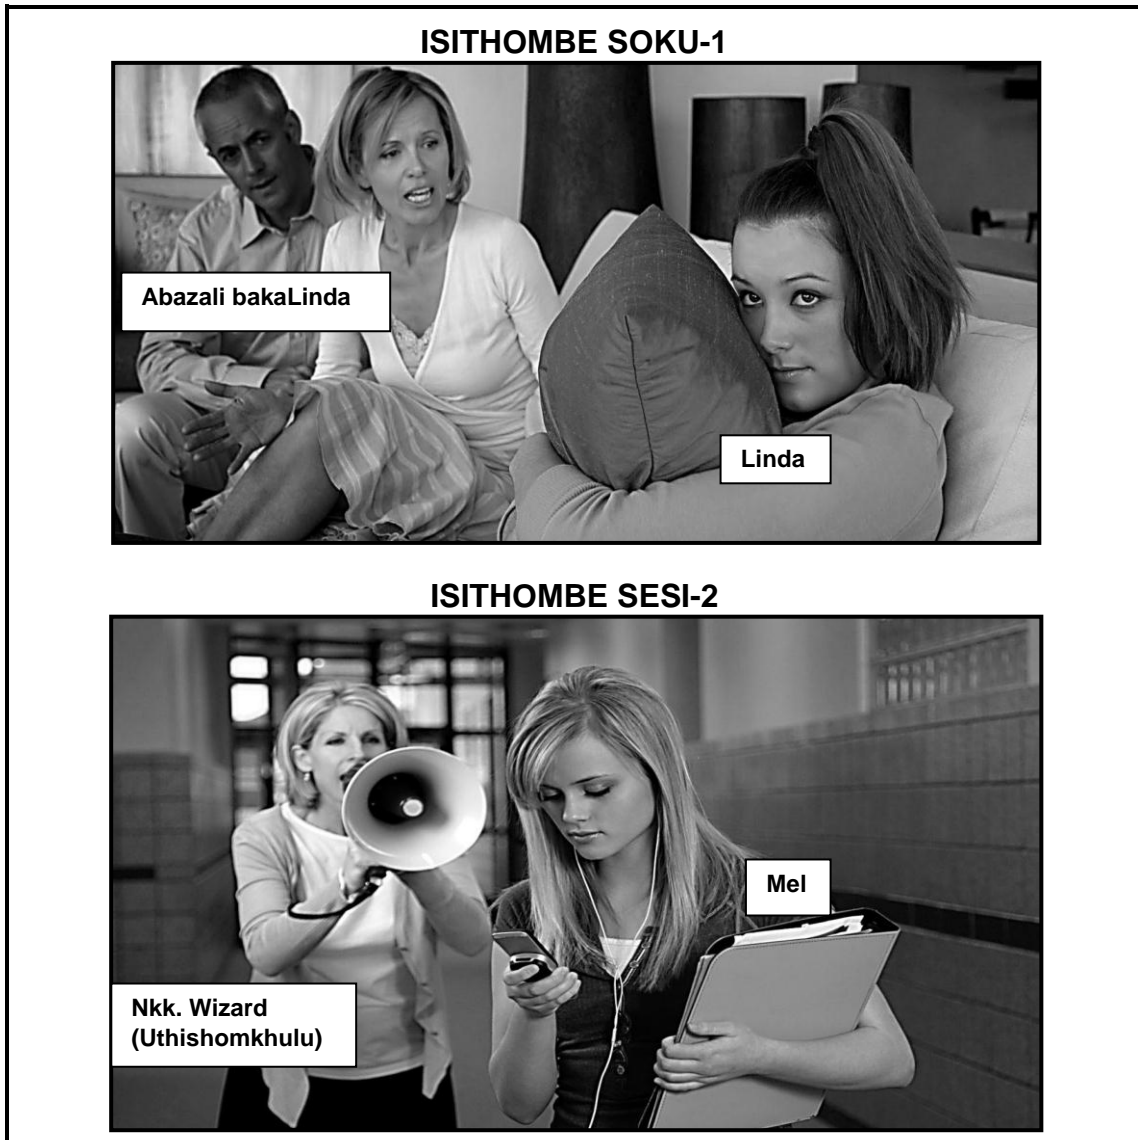 ISITHOMBE SOKU-1
Abazali bakaLinda
Linda
ISITHOMBE SESI-2
Mel
Nkk. Wizard
(Uthishomkhulu)